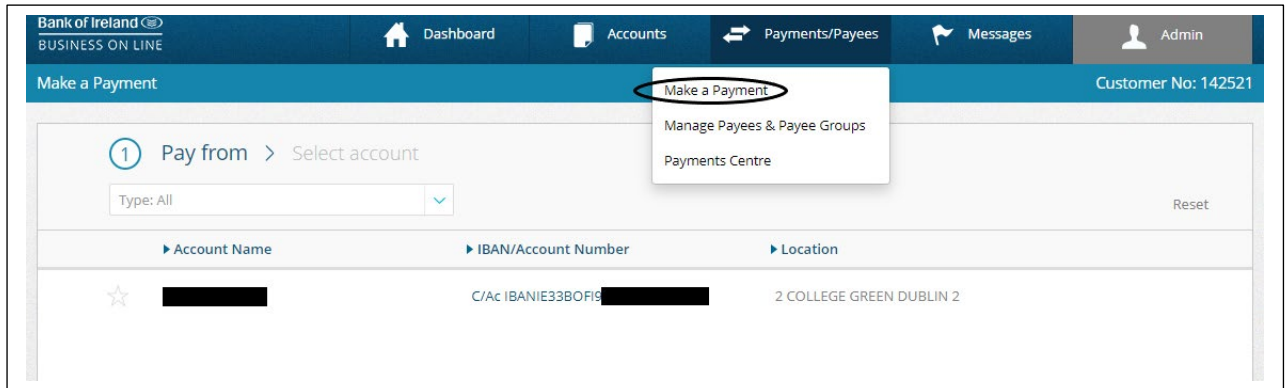 Bank of Ireland
BUSINESS ON LINE
Dashboard
Accounts
Payments/Payees
Messages
Admin
Make a Payment
Customer No: 142521
Make a Payment
Manage Payees & Payee Groups
Payments Centre
1 Pay from > Select account
Type: All
Reset
Account Name
IBAN/Account Number
Location
C/Ac IBANIE33BOFI9
2 COLLEGE GREEN DUBLIN 2